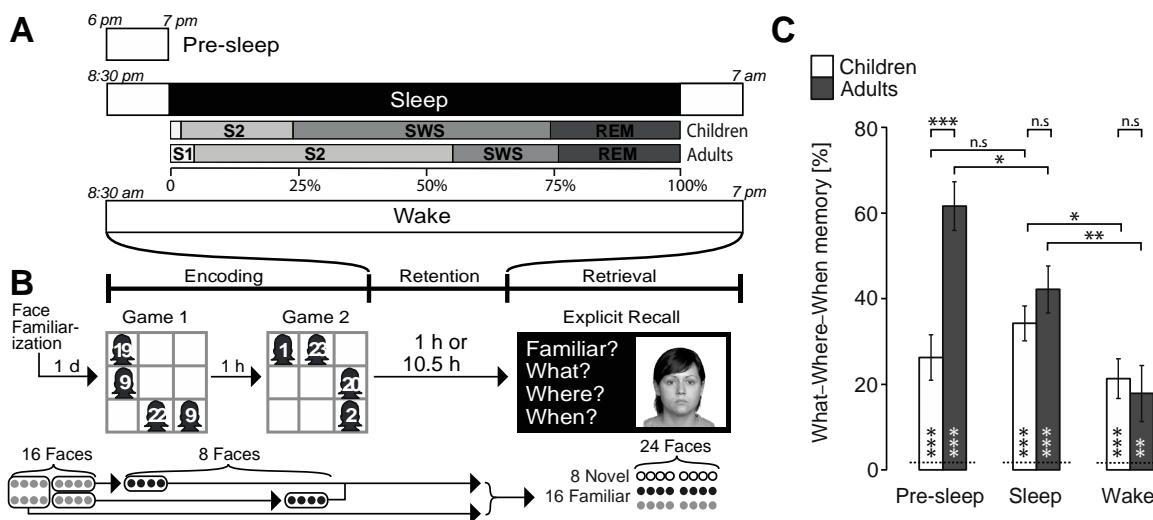 A
6 pm
7 pm
Pre-sleep
8:30 pm
7 am
Sleep
S2
SWS
REM
Children
S1
S2
SWS
REM
Adults
0
25%
50%
75%
100%
8:30 am
7 pm
Wake
B
Encoding
Retention
Retrieval
Face
Familiar-
ization
1 d
Game 1
19
9
22
9
1 h
Game 2
1
23
20
2
1 h or
10.5 h
Explicit Recall
Familiar?
What?
Where?
When?
16 Faces
8 Faces
24 Faces
8 Novel
16 Familiar
C
Children
Adults
What–Where–When memory [%]
80
60
40
20
0
***
n.s
n.s
n.s
*
*
**
***
***
***
***
***
**
Pre-sleep
Sleep
Wake